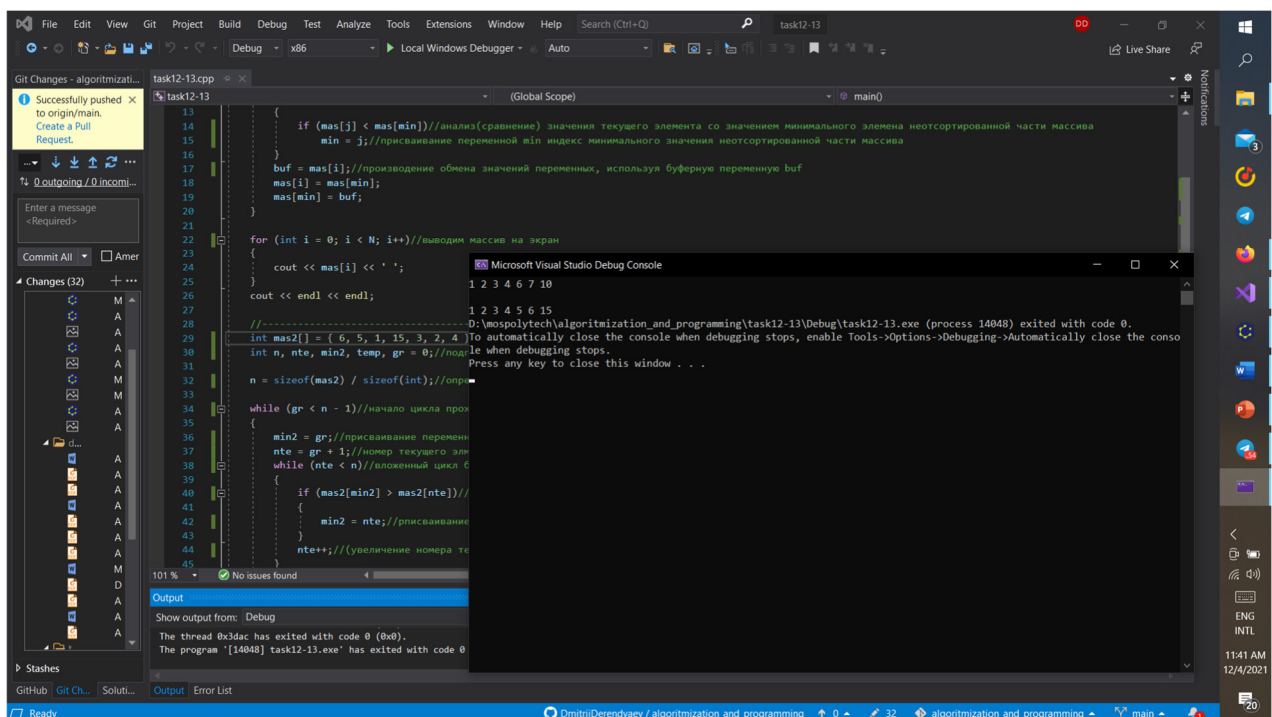 File Edit View Git Project Build Debug Test Analyze Tools Extensions Window Help Search (Ctrl+Q) task12-13 DD
Debug x86 Local Windows Debugger Auto Live Share
Git Changes - algoritmizati... task12-13.cpp
Notifications
Successfully pushed
to origin/main.
Create a Pull
Request.
0 outgoing / 0 incomi...
Enter a message
<Required>
Commit All Amer
Changes (32)
M
A
A
A
A
M
M
A
A
d...
A
A
A
A
A
A
A
M
D
A
A
A
Stashes
GitHub Git Ch... Soluti...
task12-13 (Global Scope) main()
13 {
14 if (mas[j] < mas[min])//анализ(сравнение) значения текущего элемента со значением минимального элемена неотсортированной части массива
15 min = j;//присваивание переменной min индекс минимального значения неотсортированной части массива
16 }
17 buf = mas[i];//произведение обмена значений переменных, используя буферную переменную buf
18 mas[i] = mas[min];
19 mas[min] = buf;
20 }
21
22 for (int i = 0; i < N; i++)//выводим массив на экран
23 {
24 cout << mas[i] << ' ';
25 }
26 cout << endl << endl;
27
28 //-----------------------------------
29 int mas2[] = { 6, 5, 1, 15, 3, 2, 4 }
30 int n, nte, min2, temp, gr = 0;//подг
31
32 n = sizeof(mas2) / sizeof(int);//опре
33
34 while (gr < n - 1)//начало цикла прох
35 {
36 min2 = gr;//присваивание переменн
37 nte = gr + 1;//номер текущего элм
38 while (nte < n)//вложенный цикл б
39 {
40 if (mas2[min2] > mas2[nte])//
41 {
42 min2 = nte;//рписваивание
43 }
44 nte++;//(увеличение номера те
45 }
101 % No issues found
Output
Show output from: Debug
The thread 0x3dac has exited with code 0 (0x0).
The program '[14048] task12-13.exe' has exited with code 0
Output Error List
Microsoft Visual Studio Debug Console
1 2 3 4 6 7 10
1 2 3 4 5 6 15
D:\mospolytech\algoritmization_and_programming\task12-13\Debug\task12-13.exe (process 14048) exited with code 0.
To automatically close the console when debugging stops, enable Tools->Options->Debugging->Automatically close the conso
le when debugging stops.
Press any key to close this window . . .
Ready DmitriiDerendyaev / algoritmization_and_programming 0 32 algoritmization_and_programming main 1
3
54
ENG
INTL
11:41 AM
12/4/2021
20